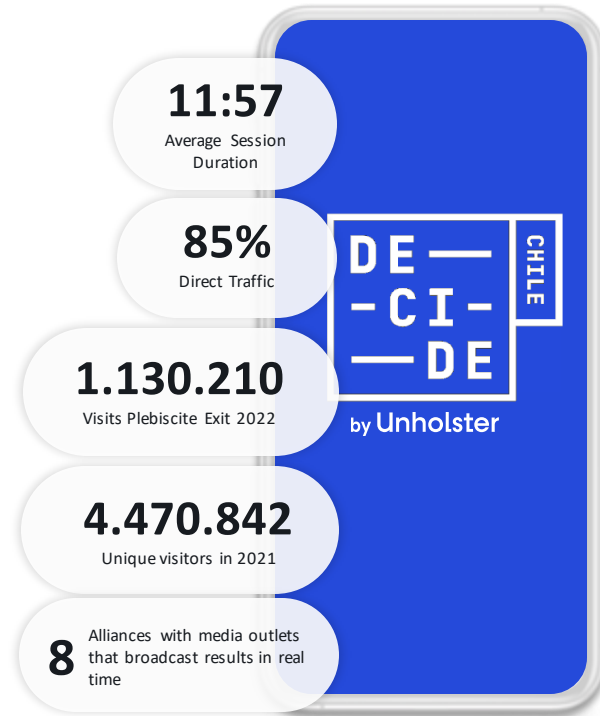 11:57
Average Session
Duration
85%
Direct Traffic
1.130.210
Visits Plebiscite Exit 2022
4.470.842
Unique visitors in 2021
8
Alliances with media outlets
that broadcast results in real
time
DE—
-CI-
—DE
CHILE
by Unholster